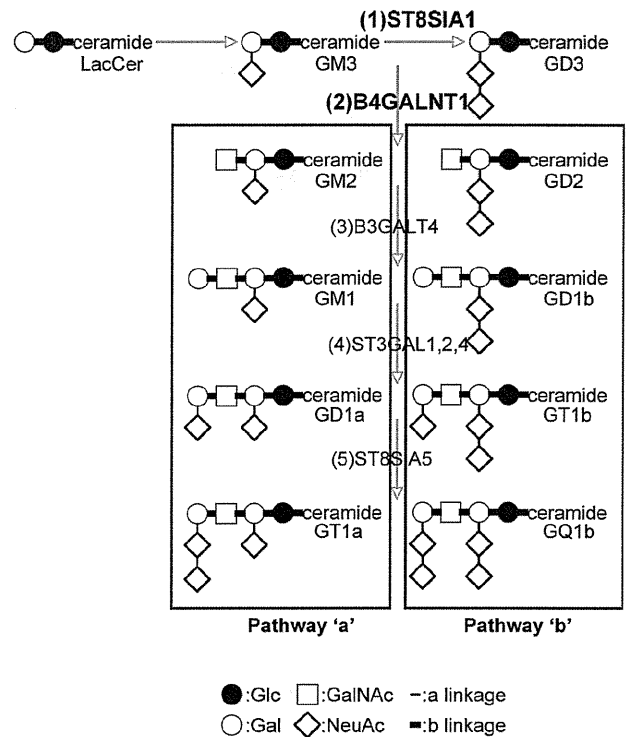 (1)ST8SIA1
ceramide
LacCer
ceramide
GM3
ceramide
GD3
(2)B4GALNT1
ceramide
GM2
ceramide
GD2
(3)B3GALT4
ceramide
GM1
ceramide
GD1b
(4)ST3GAL1,2,4
ceramide
GD1a
ceramide
GT1b
(5)ST8SIA5
ceramide
GT1a
ceramide
GQ1b
Pathway ‘a’
Pathway ‘b’
:Glc :GalNAc –:a linkage
:Gal :NeuAc -:b linkage